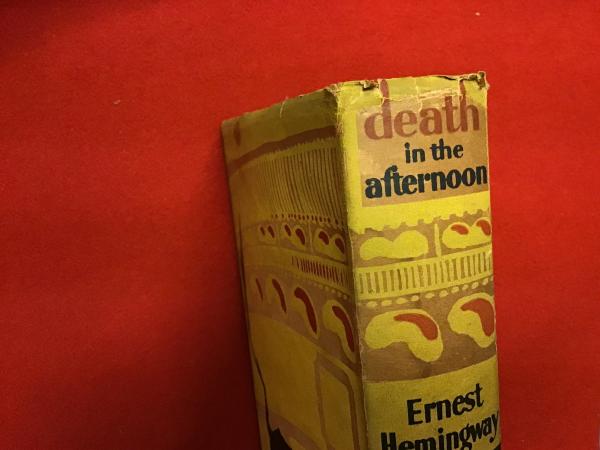 death
in the
afternoon
Ernest
Hemingway